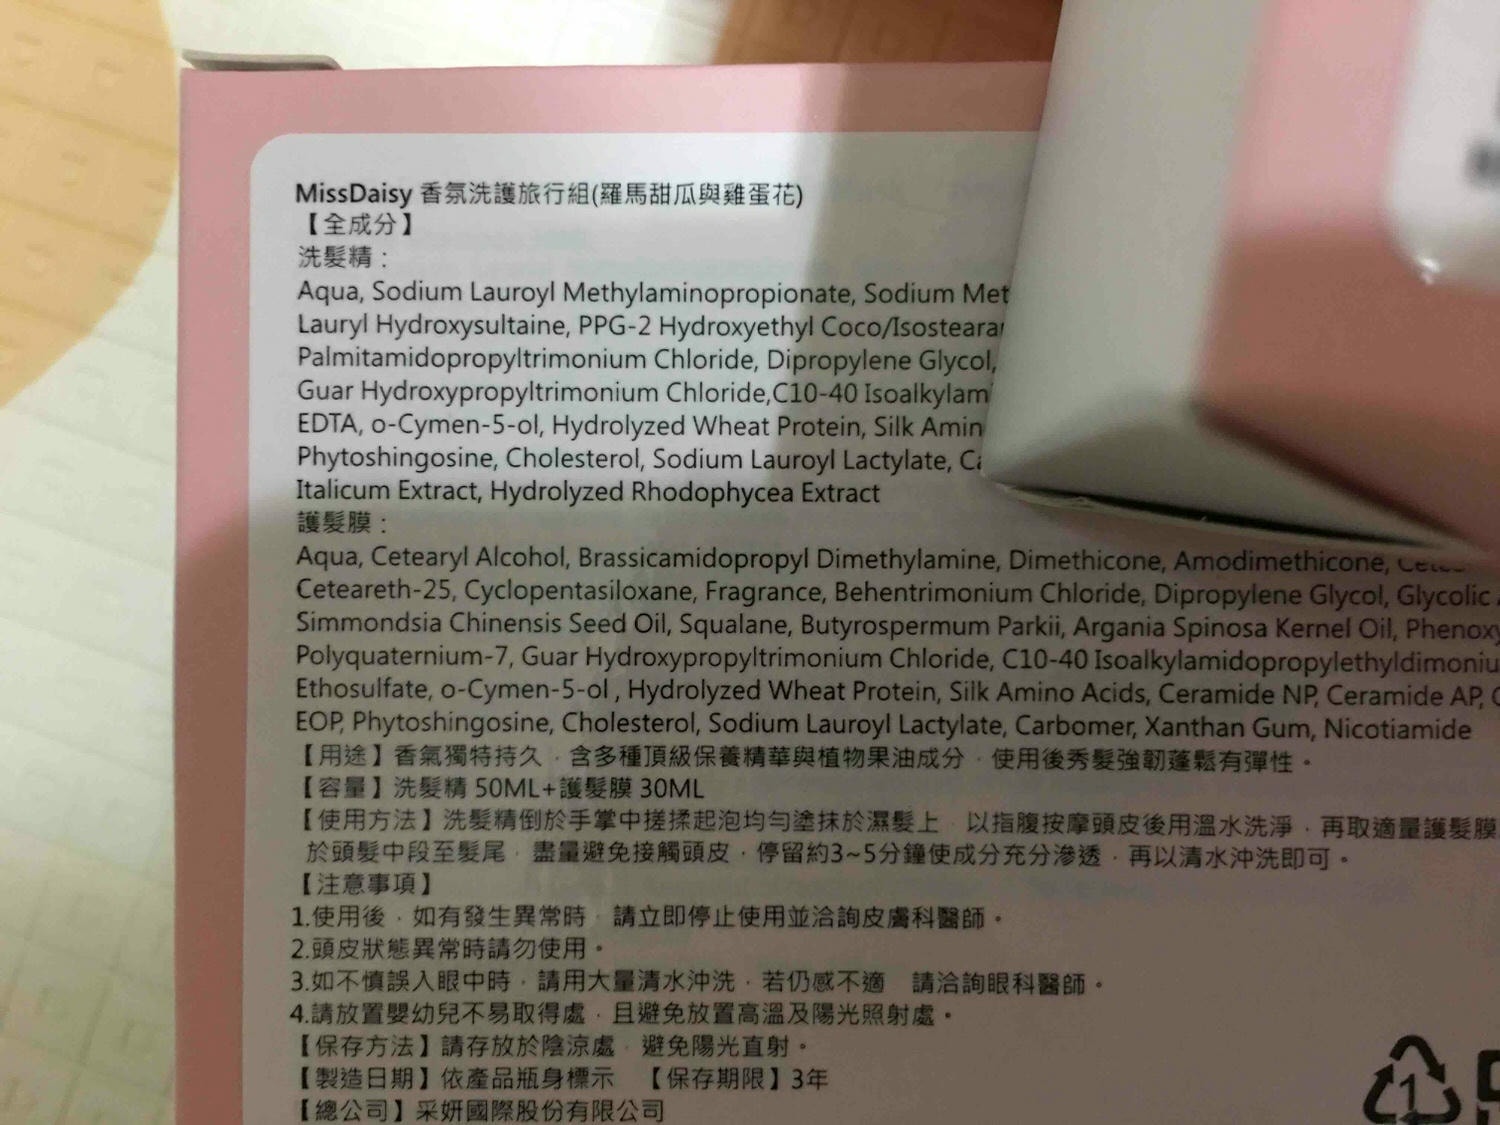 MissDaisy 香氛洗護旅行組(羅馬甜瓜與雞蛋花)
【全成分】
洗髮精：
Aqua, Sodium Lauroyl Methylaminopropionate, Sodium
Lauryl Hydroxysultaine, PPG-2 Hydroxyethyl
Palmitamidopropyltrimonium Chloride, Dipropylene Glycol,
Guar Hydroxypropyltrimonium Chloride,C10-40
EDTA, o-Cymen-5-ol, Hydrolyzed Wheat Protein, Silk
Phytoshingosine, Cholesterol, Sodium Lauroyl Lactylate,
Italicum Extract, Hydrolyzed Rhodophycea Extract
護髮膜：
Aqua, Cetearyl Alcohol, Brassicamidopropyl Dimethylamine, Dimethicone, Amodimethicone,
Ceteareth-25, Cyclopentasiloxane, Fragrance, Behentrimonium Chloride, Dipropylene Glycol, Glycolic
Simmondsia Chinensis Seed Oil, Squalane, Butyrospermum Parkii, Argania Spinosa Kernel Oil,
Polyquaternium-7, Guar Hydroxypropyltrimonium Chloride, C10-40
Ethosulfate, o-Cymen-5-ol , Hydrolyzed Wheat Protein, Silk Amino Acids, Ceramide NP, Ceramide AP,
EOP, Phytoshingosine, Cholesterol, Sodium Lauroyl Lactylate, Carbomer, Xanthan Gum, Nicotiamide
【用途】香氣獨特持久，含多種頂級保養精華與植物果油成分，使用後秀髮強韌蓬鬆有彈性。
【容量】洗髮精 50ML+護髮膜 30ML
【使用方法】洗髮精倒於手掌中搓揉起泡均勻塗抹於濕髮上，以指腹按摩頭皮後用溫水洗淨，再取適量護髮膜
於頭髮中段至髮尾，盡量避免接觸頭皮，停留約3~5分鐘使成分充分滲透，再以清水沖洗即可。
【注意事項】
1.使用後，如有發生異常時，請立即停止使用並洽詢皮膚科醫師。
2.頭皮狀態異常時請勿使用。
3.如不慎誤入眼中時，請用大量清水沖洗，若仍感不適，請洽詢眼科醫師。
4.請放置嬰幼兒不易取得處，且避免放置高溫及陽光照射處。
【保存方法】請存放於陰涼處，避免陽光直射。
【製造日期】依產品瓶身標示 【保存期限】3年
【總公司】采妍國際股份有限公司
1